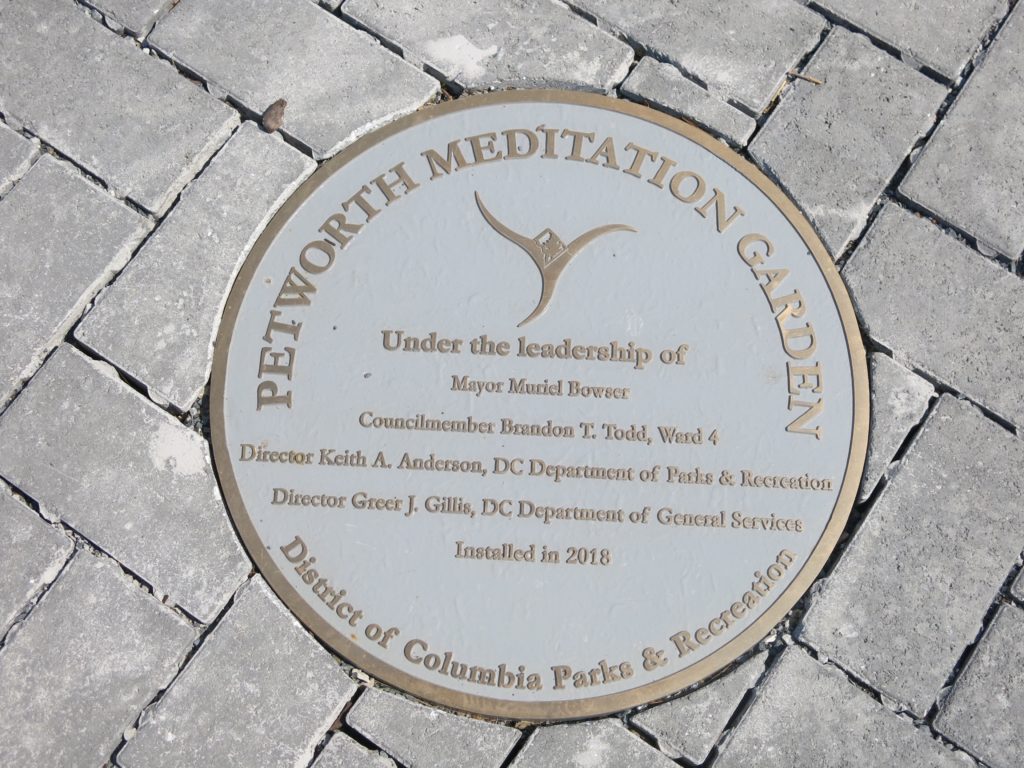 PETWORTH MEDITATION GARDEN
Under the leadership of
Mayor Muriel Bowser
Councilmember Brandon T. Todd, Ward 4
Director Keith A. Anderson, DC Department of Parks & Recreation
Director Greer J. Gillis, DC Department of General Services
Installed in 2018
District of Columbia Parks & Recreation